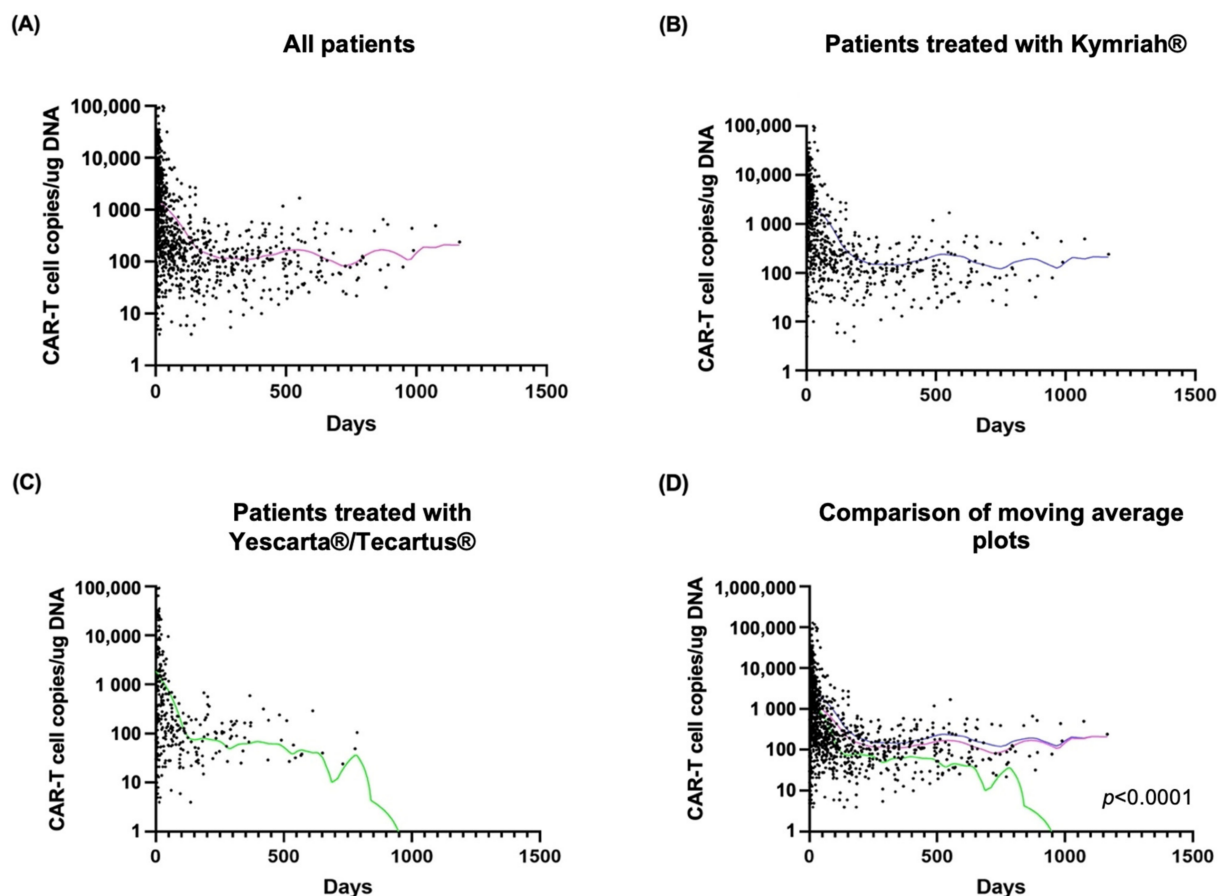 (A)
All patients
CAR-T cell copies/ug DNA
100,000
10,000
1 000
100
10
1
0 500 1000 1500
Days
(B)
Patients treated with Kymriah®
CAR-T cell copies/ug DNA
100,000
10,000
1 000
100
10
1
0 500 1000 1500
Days
(C)
Patients treated with
Yescarta®/Tecartus®
CAR-T cell copies/ug DNA
100,000
10,000
1 000
100
10
1
0 500 1000 1500
Days
(D)
Comparison of moving average
plots
CAR-T cell copies/ug DNA
1,000,000
100,000
10,000
1 000
100
10
1
p<0.0001
0 500 1000 1500
Days